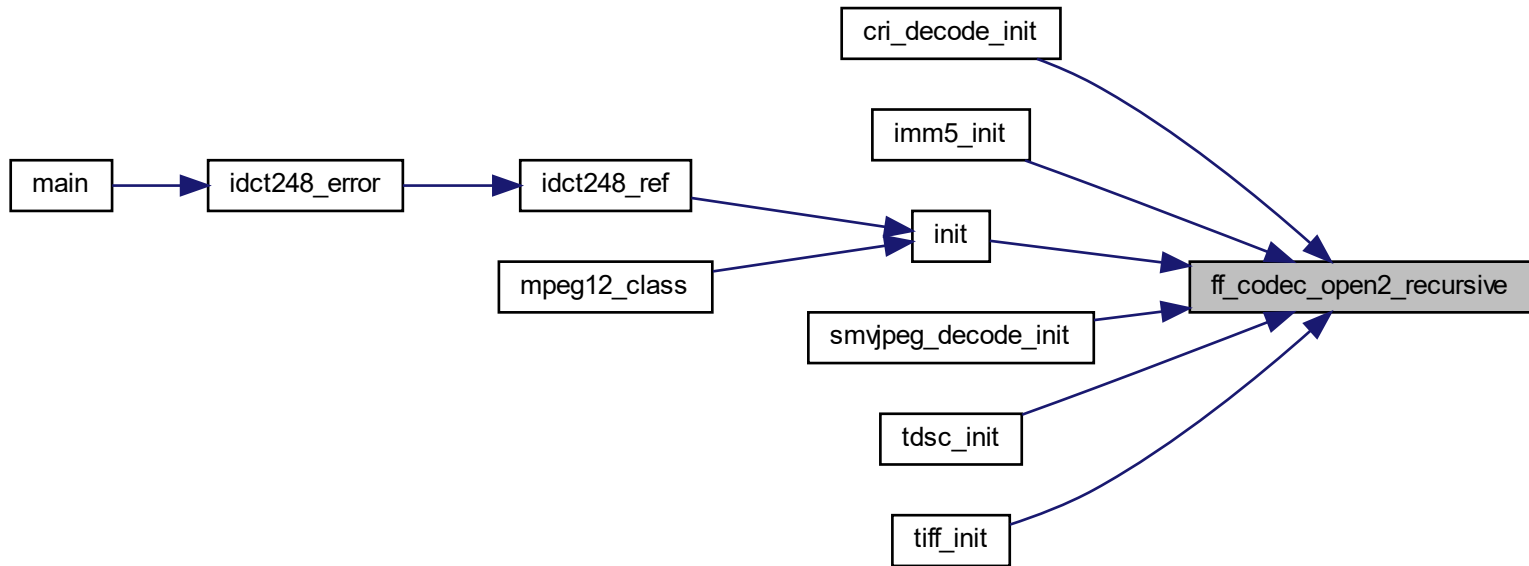 cri_decode_init
imm5_init
main
idct248_error
idct248_ref
init
mpeg12_class
ff_codec_open2_recursive
smvjpeg_decode_init
tdsc_init
tiff_init